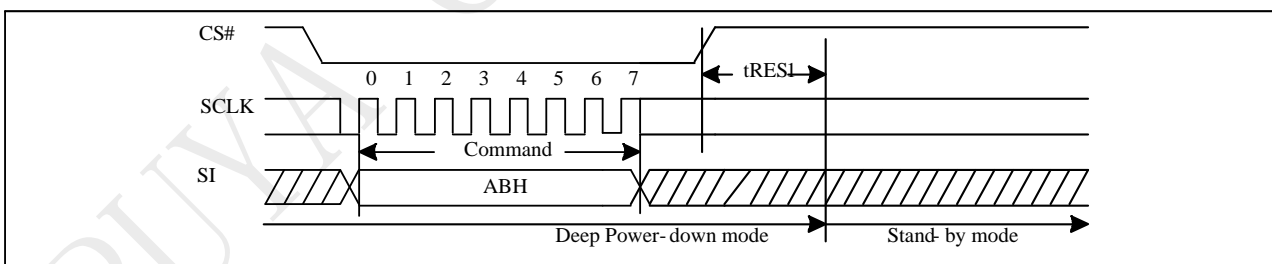 CS#
tRES1
0 1 2 3 4 5 6 7
SCLK
Command
SI
ABH
Deep Power-down mode
Stand-by mode
PUYA